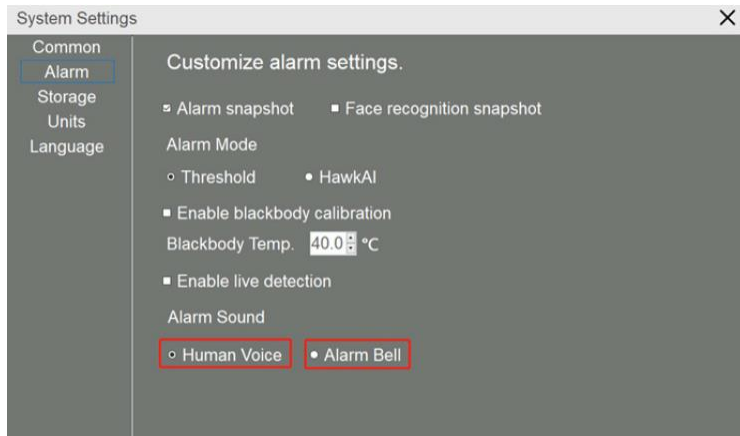 System Settings
Common
Alarm
Storage
Units
Language
Customize alarm settings.
Alarm snapshot Face recognition snapshot
Alarm Mode
Threshold HawkAI
Enable blackbody calibration
Blackbody Temp. 40.0 ℃
Enable live detection
Alarm Sound
Human Voice Alarm Bell